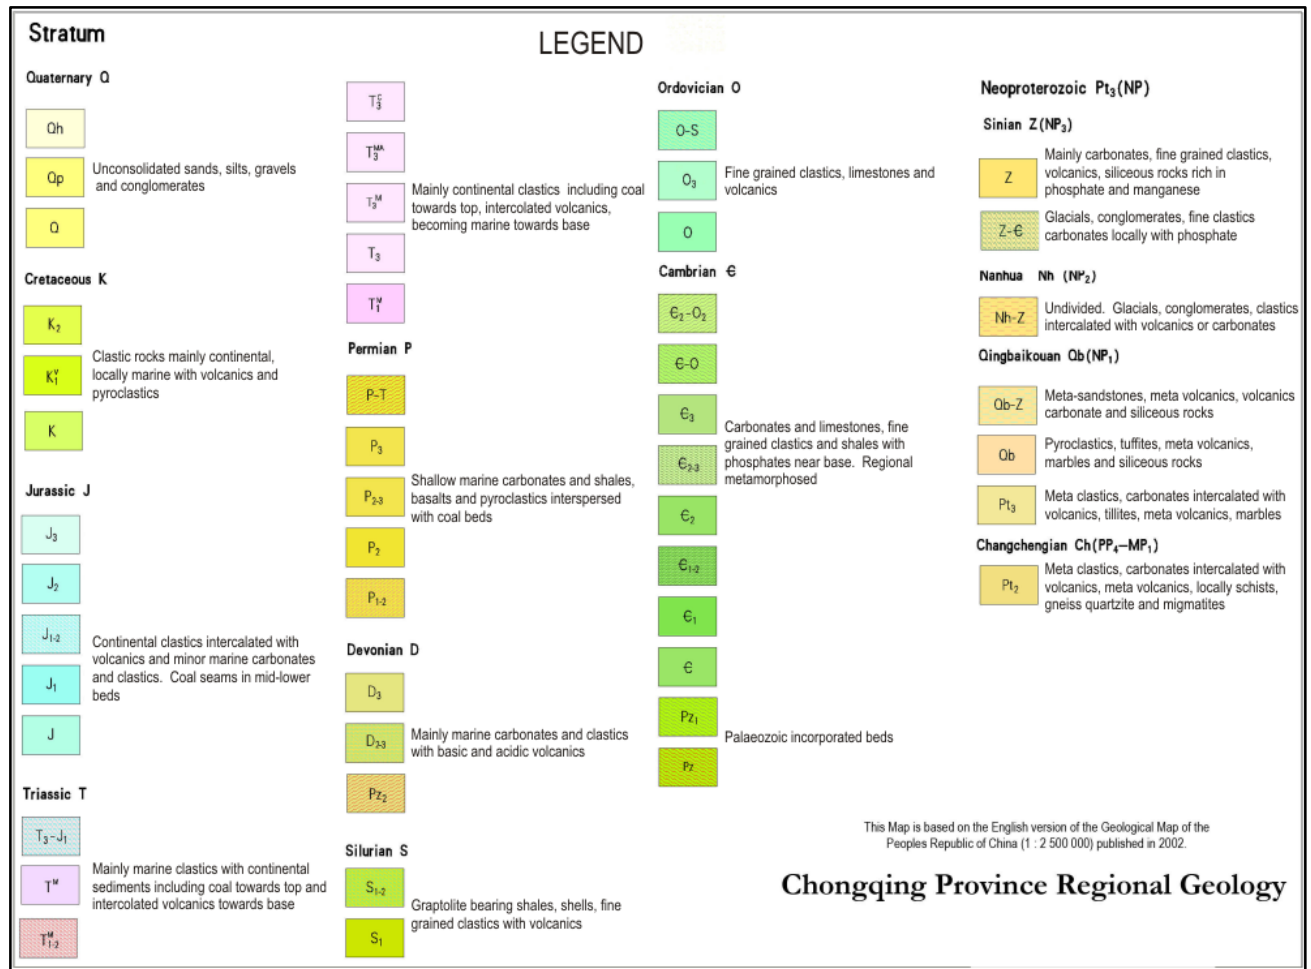 Stratum
LEGEND
Quaternary Q
Qh
Qp
Q
Unconsolidated sands, silts, gravels
and conglomerates
Cretaceous K
K₂
K₁ⱽ
K
Clastic rocks mainly continental,
locally marine with volcanics and
pyroclastics
Jurassic J
J₃
J₂
J₁₋₂
J₁
J
Continental clastics intercalated with
volcanics and minor marine carbonates
and clastics. Coal seams in mid-lower
beds
Triassic T
T₃-J₁
Tᴹ
T₁₋₂ᴹ
Mainly marine clastics with continental
sediments including coal towards top and
intercolated volcanics towards base
T₃ᶜ
T₃ᴹᴬ
T₃ᴹ
T₃
T₁ᴹ
Mainly continental clastics including coal
towards top, intercolated volcanics,
becoming marine towards base
Permian P
P-T
P₃
P₂₋₃
P₂
P₁₋₂
Shallow marine carbonates and shales,
basalts and pyroclastics interspersed
with coal beds
Devonian D
D₃
D₂₋₃
Pz₂
Mainly marine carbonates and clastics
with basic and acidic volcanics
Silurian S
S₁₋₂
S₁
Graptolite bearing shales, shells, fine
grained clastics with volcanics
Ordovician O
O-S
O₃
O
Fine grained clastics, limestones and
volcanics
Cambrian Є
Є₂-O₂
Є-O
Є₃
Є₂₋₃
Є₂
Є₁₋₂
Є₁
Є
Carbonates and limestones, fine
grained clastics and shales with
phosphates near base. Regional
metamorphosed
Pz₁
Pz
Palaeozoic incorporated beds
Neoproterozoic Pt₃(NP)
Sinian Z(NP₃)
Z
Mainly carbonates, fine grained clastics,
volcanics, siliceous rocks rich in
phosphate and manganese
Z-Є
Glacials, conglomerates, fine clastics
carbonates locally with phosphate
Nanhua Nh (NP₂)
Nh-Z
Undivided. Glacials, conglomerates, clastics
intercalated with volcanics or carbonates
Qingbaikouan Qb(NP₁)
Qb-Z
Meta-sandstones, meta volcanics, volcanics
carbonate and siliceous rocks
Qb
Pyroclastics, tuffites, meta volcanics,
marbles and siliceous rocks
Pt₃
Meta clastics, carbonates intercalated with
volcanics, tillites, meta volcanics, marbles
Changchengian Ch(PP₄-MP₁)
Pt₂
Meta clastics, carbonates intercalated with
volcanics, meta volcanics, locally schists,
gneiss quartzite and migmatites
This Map is based on the English version of the Geological Map of the
Peoples Republic of China (1 : 2 500 000) published in 2002.
Chongqing Province Regional Geology